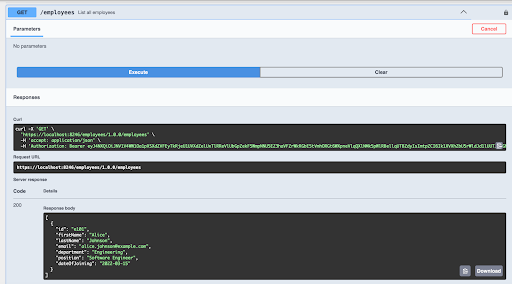 GET /employees List all employees
Parameters
Cancel
No parameters
Execute
Clear
Responses
Curl
curl -X 'GET' \
'https://localhost:8246/employees/1.0.0/employees' \
-H 'accept: application/json' \
-H 'Authorization: Bearer
Request URL
https://localhost:8246/employees/1.0.0/employees
Server response
Code Details
200
Response body
[
{
"id": "e101",
"firstName": "Alice",
"lastName": "Johnson",
"email": "alice.johnson@example.com",
"department": "Engineering",
"position": "Software Engineer",
"dateOfJoining": "2022-03-15"
}
]
Download